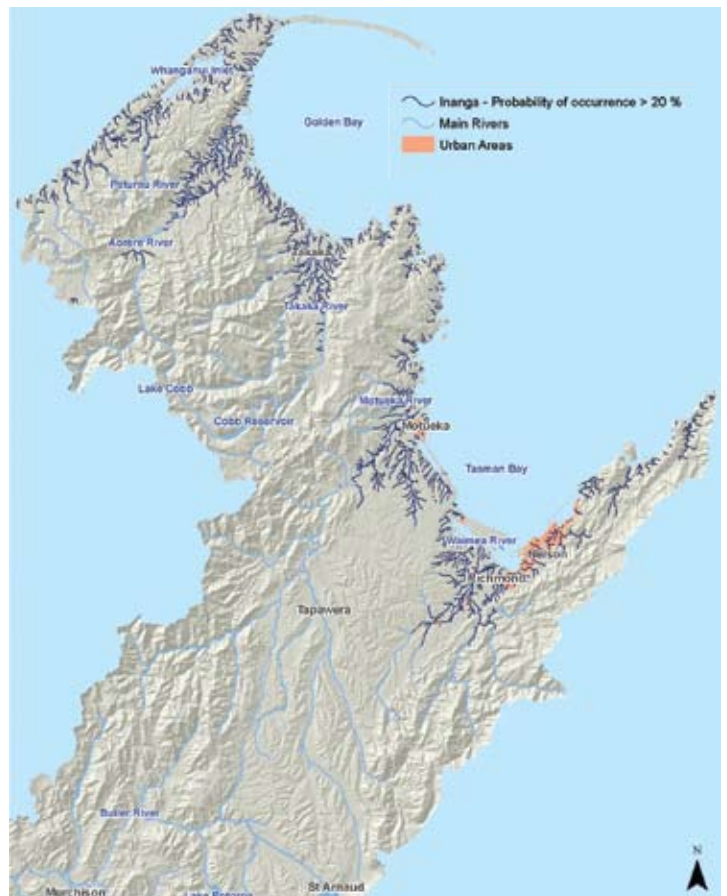 Whanganui Inlet
Inanga - Probability of occurrence > 20 %
Golden Bay
Main Rivers
Urban Areas
Paturau River
Aorere River
Takaka
Takaka River
Lake Cobb
Motueka River
Cobb Reservoir
Motueka
Tasman Bay
Waimea River
Nelson
Richmond
Tapawera
Buller River
N
St Arnaud
Murchison
Lake Rotoroa